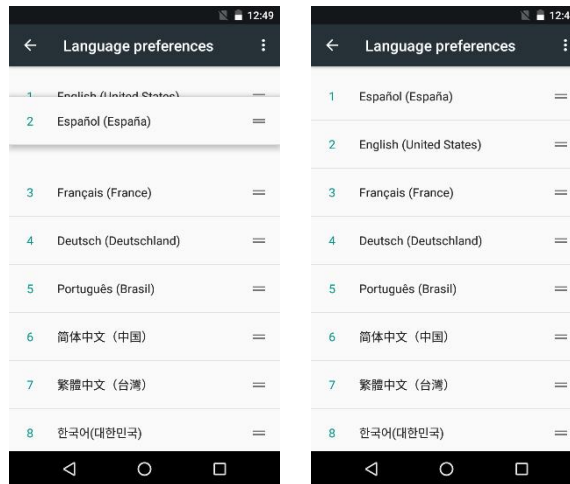 12:49
Language preferences
1 English (United States)
2 Español (España)
3 Français (France)
4 Deutsch (Deutschland)
5 Português (Brasil)
6 简体中文（中国）
7 繁體中文（台灣）
8 한국어(대한민국)
12:4
Language preferences
1 Español (España)
2 English (United States)
3 Français (France)
4 Deutsch (Deutschland)
5 Português (Brasil)
6 简体中文（中国）
7 繁體中文（台灣）
8 한국어(대한민국)